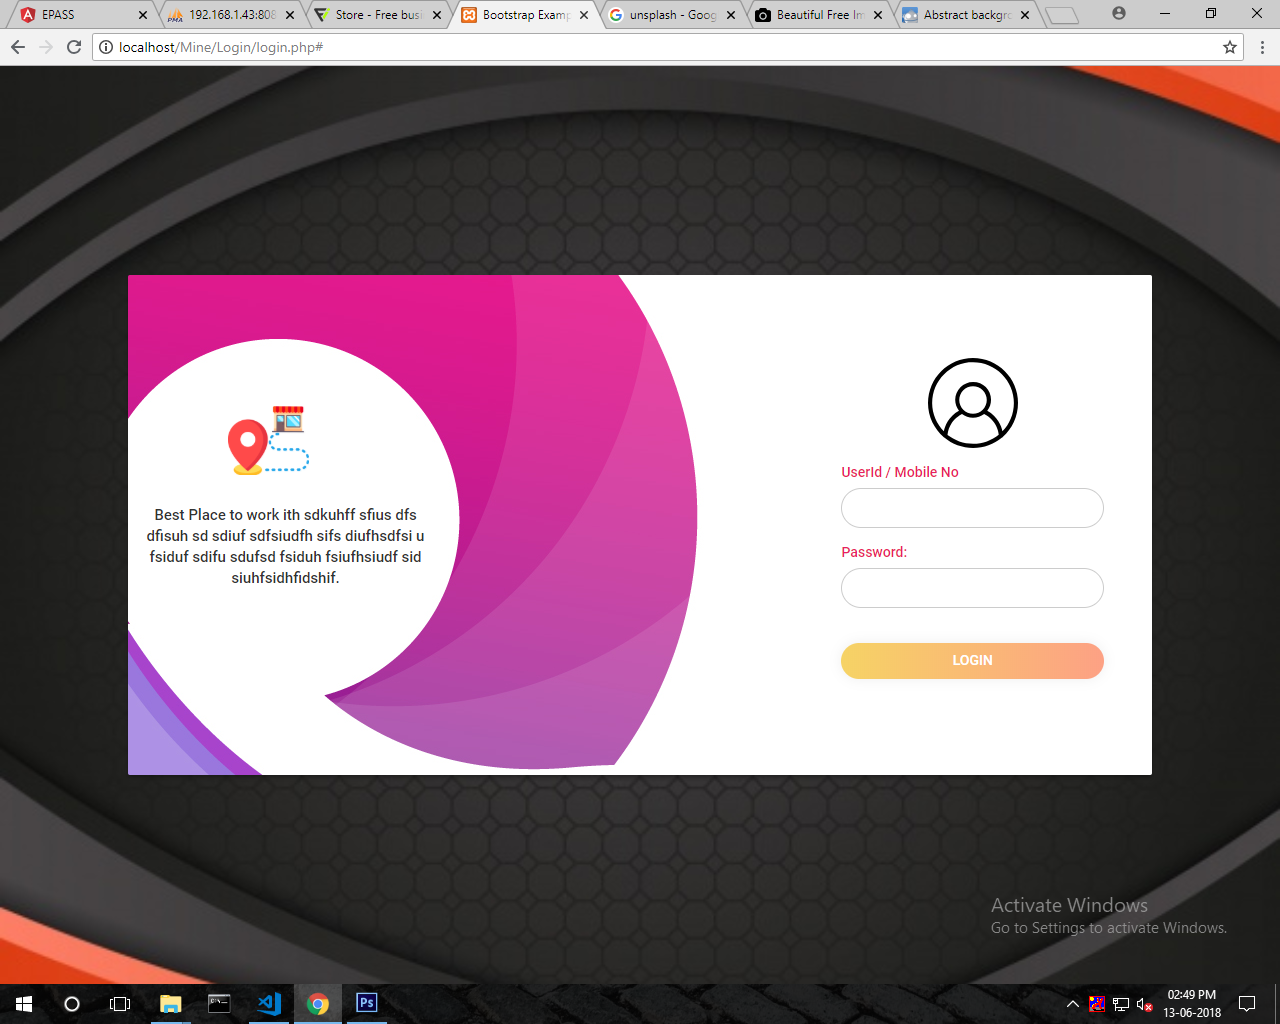 EPASS
192.168.1.43:808
Store - Free busi
Bootstrap Examp
unsplash - Goog
Beautiful Free Im
Abstract backgro
localhost/Mine/Login/login.php#
Best Place to work ith sdkuhff sfius dfs
dfisuh sd sdiuf sdfsiudfh sifs diufhsdfsi u
fsiduf sdifu sdufsd fsiduh fsiufhsiudf sid
siuhfsidhfidshif.
UserId / Mobile No
Password:
LOGIN
Activate Windows
Go to Settings to activate Windows.
Ps
02:49 PM
13-06-2018